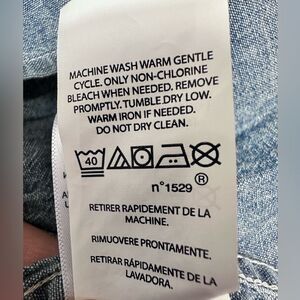 MACHINE WASH WARM GENTLE
CYCLE. ONLY NON-CHLORINE
BLEACH WHEN NEEDED. REMOVE
PROMPTLY. TUMBLE DRY LOW.
WARM IRON IF NEEDED.
DO NOT DRY CLEAN.
40
®
n°1529
RETIRER RAPIDEMENT DE LA
MACHINE.
RIMUOVERE PRONTAMENTE.
RETIRAR RÁPIDAMENTE DE LA
LAVADORA.